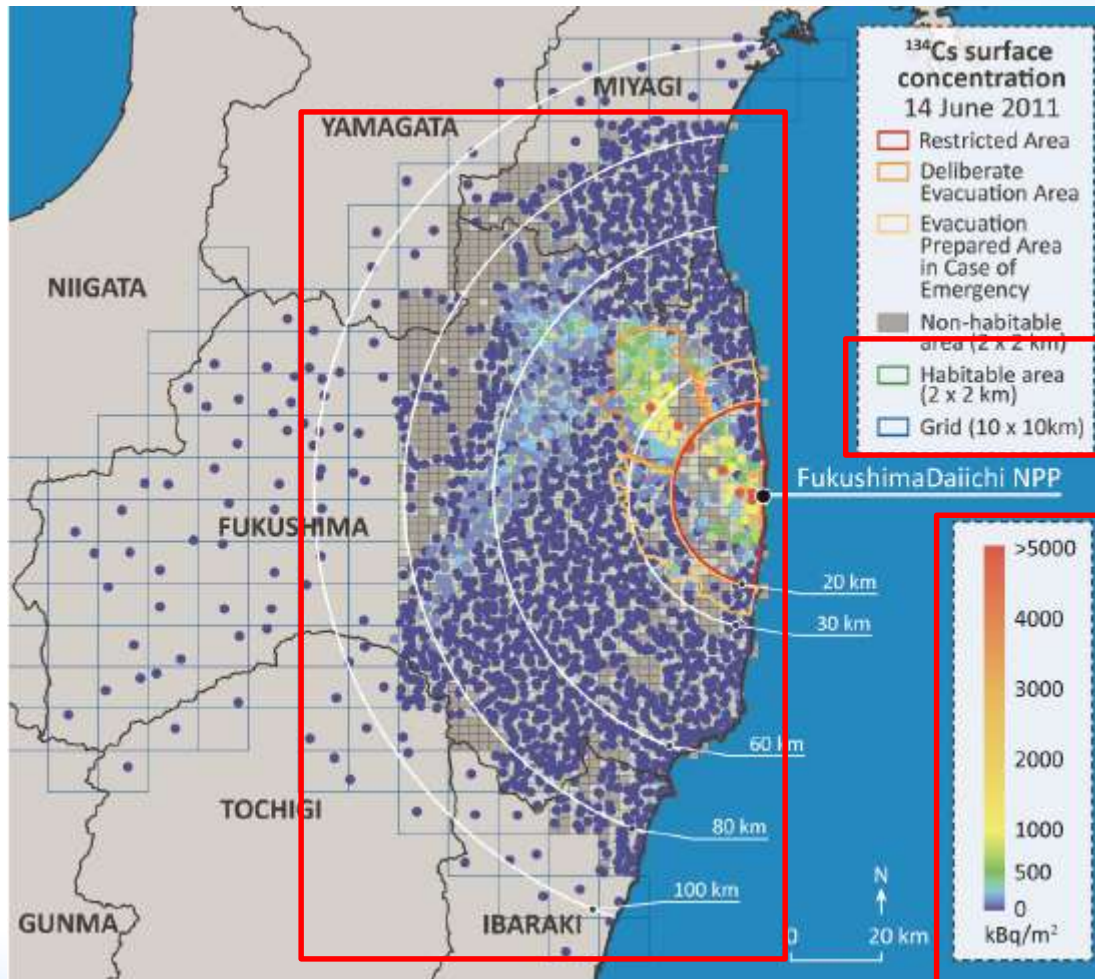 MIYAGI
YAMAGATA
NIIGATA
FUKUSHIMA
TOCHIGI
GUNMA
IBARAKI
¹³⁴Cs surface
concentration
14 June 2011
Restricted Area
Deliberate
Evacuation Area
Evacuation
Prepared Area
in Case of
Emergency
Non-habitable
area (2 x 2 km)
Habitable area
(2 x 2 km)
Grid (10 x 10km)
FukushimaDaiichi NPP
20 km
30 km
60 km
80 km
100 km
>5000
4000
3000
2000
1000
500
0
kBq/m²
N
0 20 km